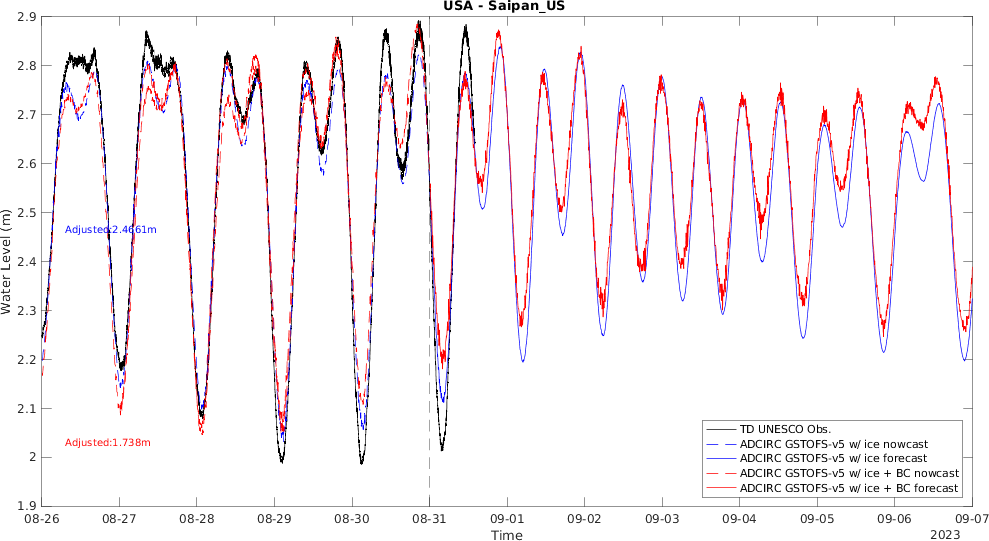 USA - Saipan_US
2.9
2.8
2.7
2.6
2.5
2.4
2.3
2.2
2.1
2
1.9
Water Level (m)
Adjusted:2.4661m
Adjusted:1.738m
TD UNESCO Obs.
ADCIRC GSTOFS-v5 w/ ice nowcast
ADCIRC GSTOFS-v5 w/ ice forecast
ADCIRC GSTOFS-v5 w/ ice + BC nowcast
ADCIRC GSTOFS-v5 w/ ice + BC forecast
08-26 08-27 08-28 08-29 08-30 08-31 09-01 09-02 09-03 09-04 09-05 09-06 09-07
Time
2023